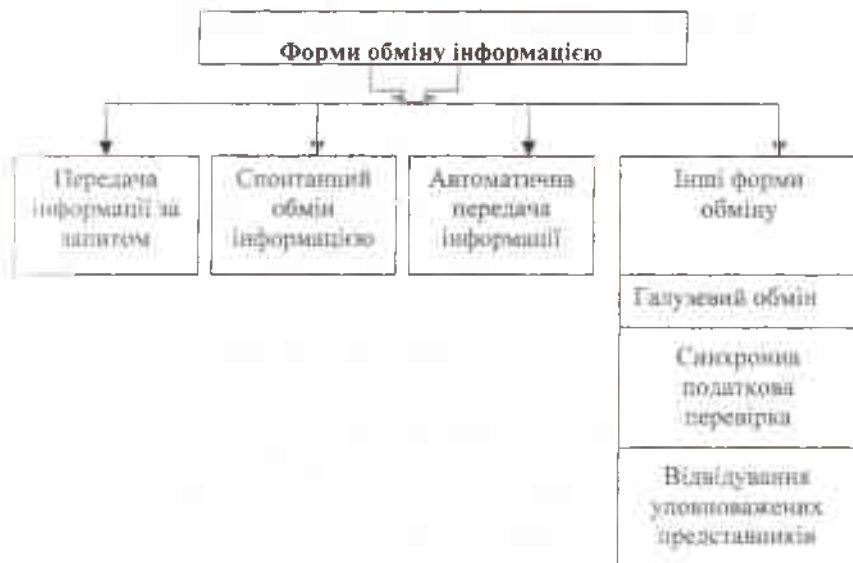 Форми обміну інформацією
Передача
інформації за
запитом
Спонтанний
обмін
інформацією
Автоматична
передача
інформації
Інші форми
обміну
Галузевий обмін
Синхронна
податкова
перевірка
Відвідування
уповноважених
представників